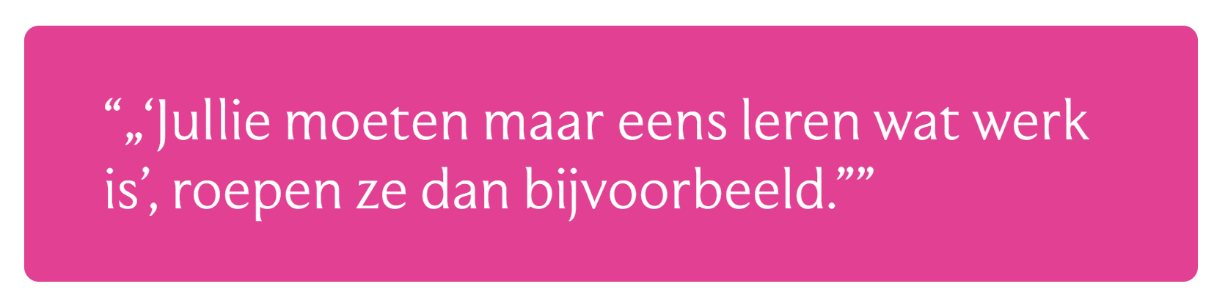 “„‘Jullie moeten maar eens leren wat werk
is’, roepen ze dan bijvoorbeeld.””